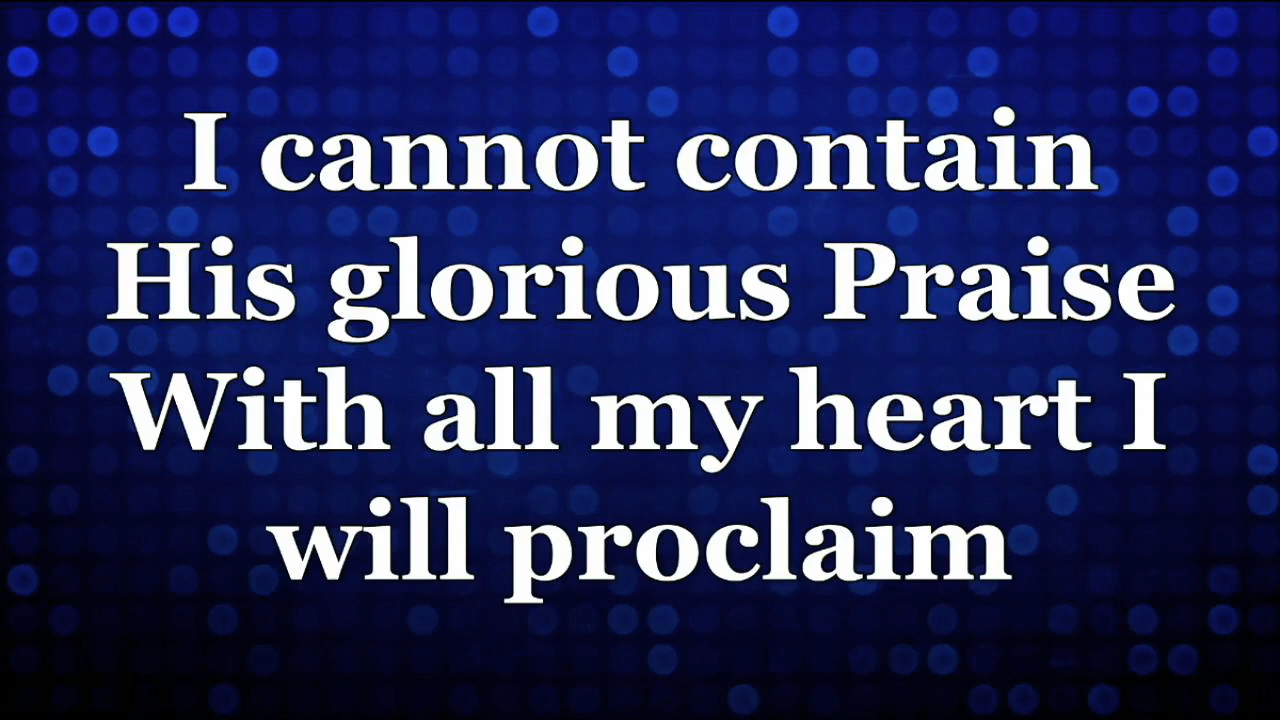 I cannot contain
His glorious Praise
With all my heart I
will proclaim